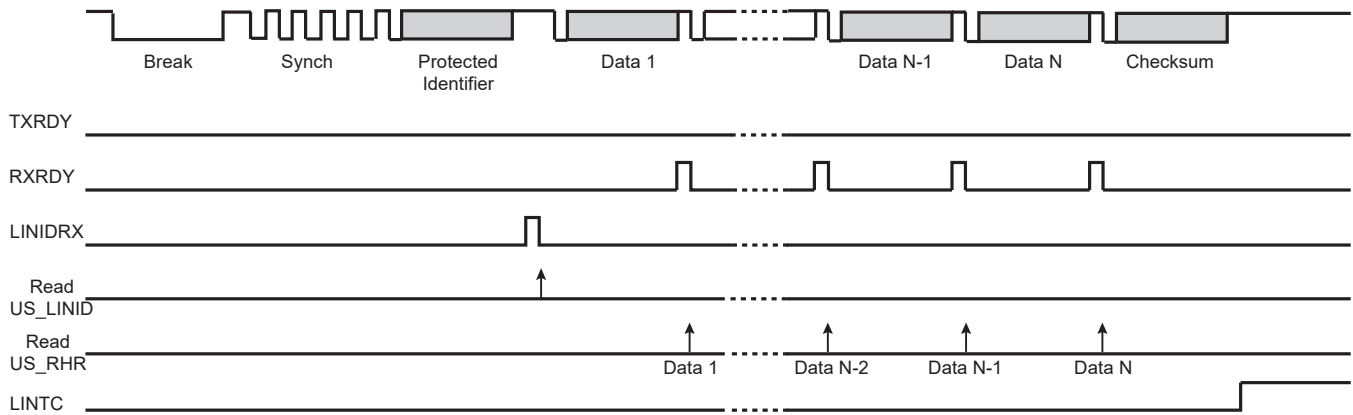 Break
Synch
Protected
Identifier
Data 1
Data N-1
Data N
Checksum
TXRDY
RXRDY
LINIDRX
Read
US_LINID
Read
US_RHR
Data 1
Data N-2
Data N-1
Data N
LINTC